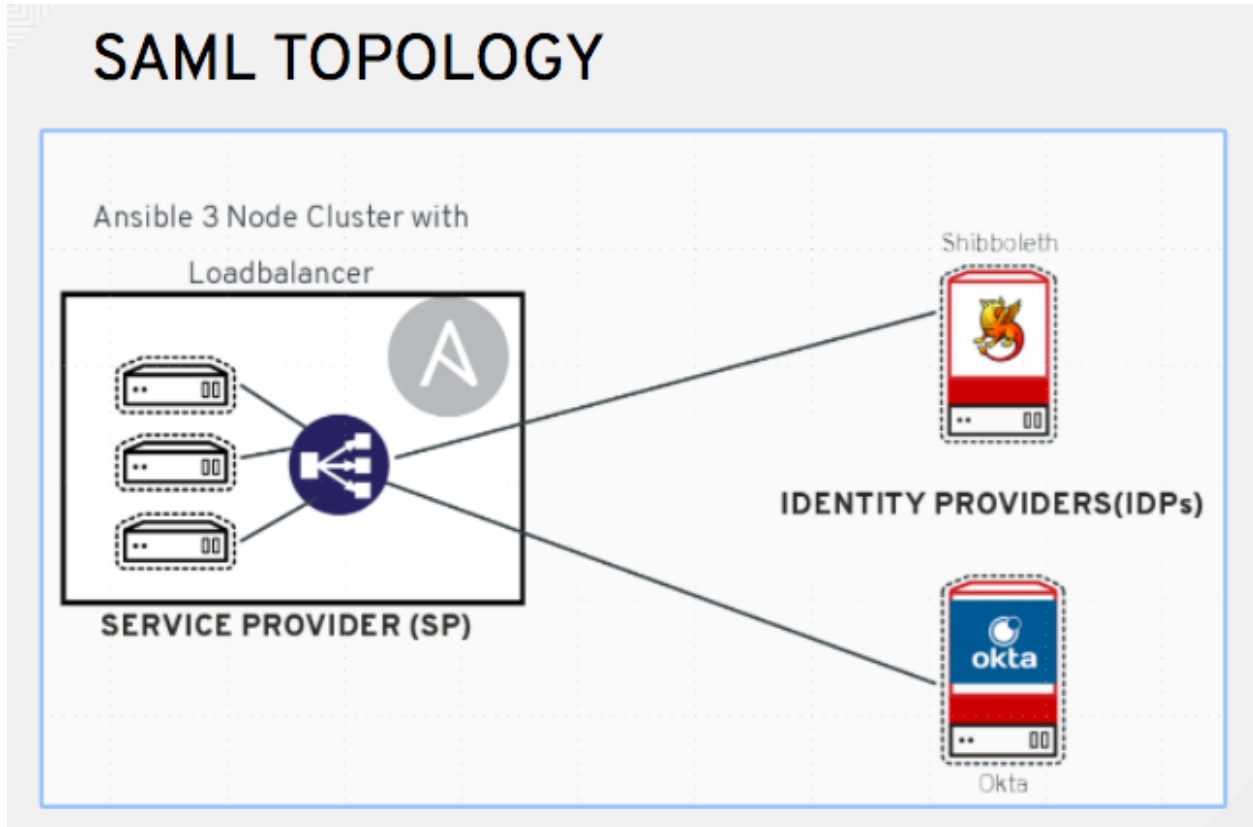 SAML TOPOLOGY
Ansible 3 Node Cluster with
Loadbalancer
SERVICE PROVIDER (SP)
Shibboleth
IDENTITY PROVIDERS(IDPs)
okta
Okta